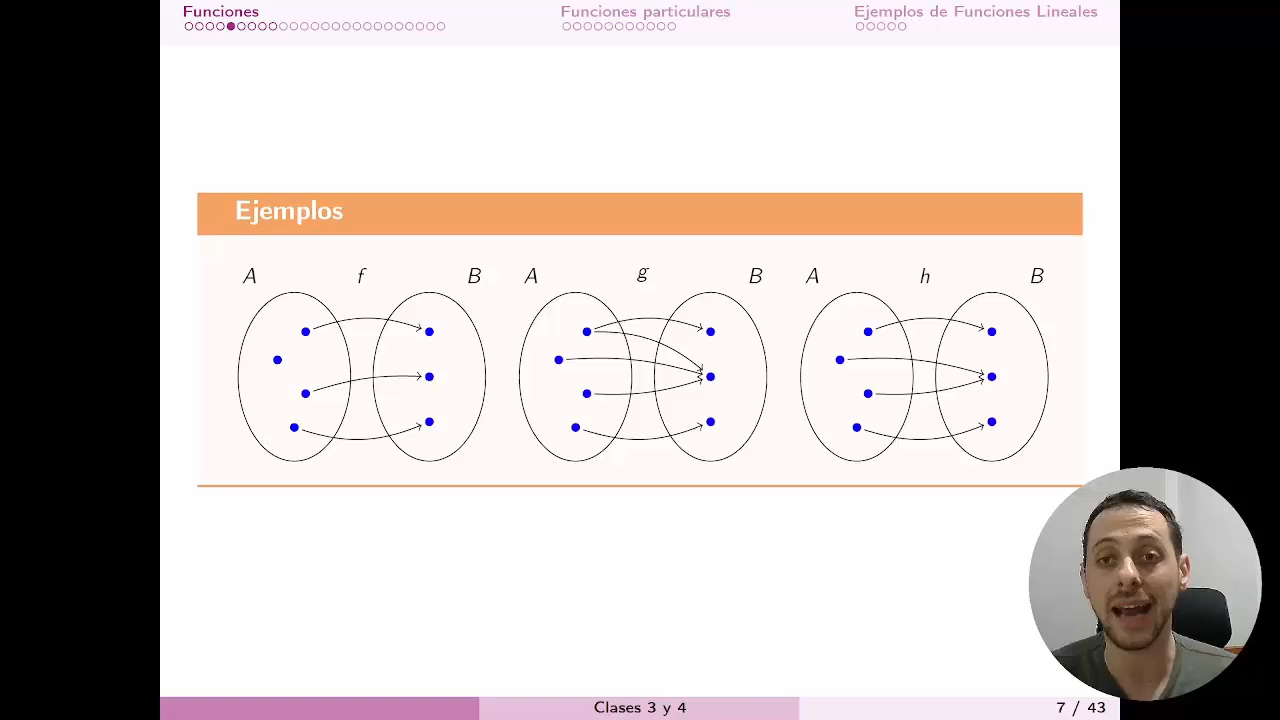 Funciones Funciones particulares Ejemplos de Funciones Lineales
Ejemplos
A f B A g B A h B
Clases 3 y 4 7 / 43